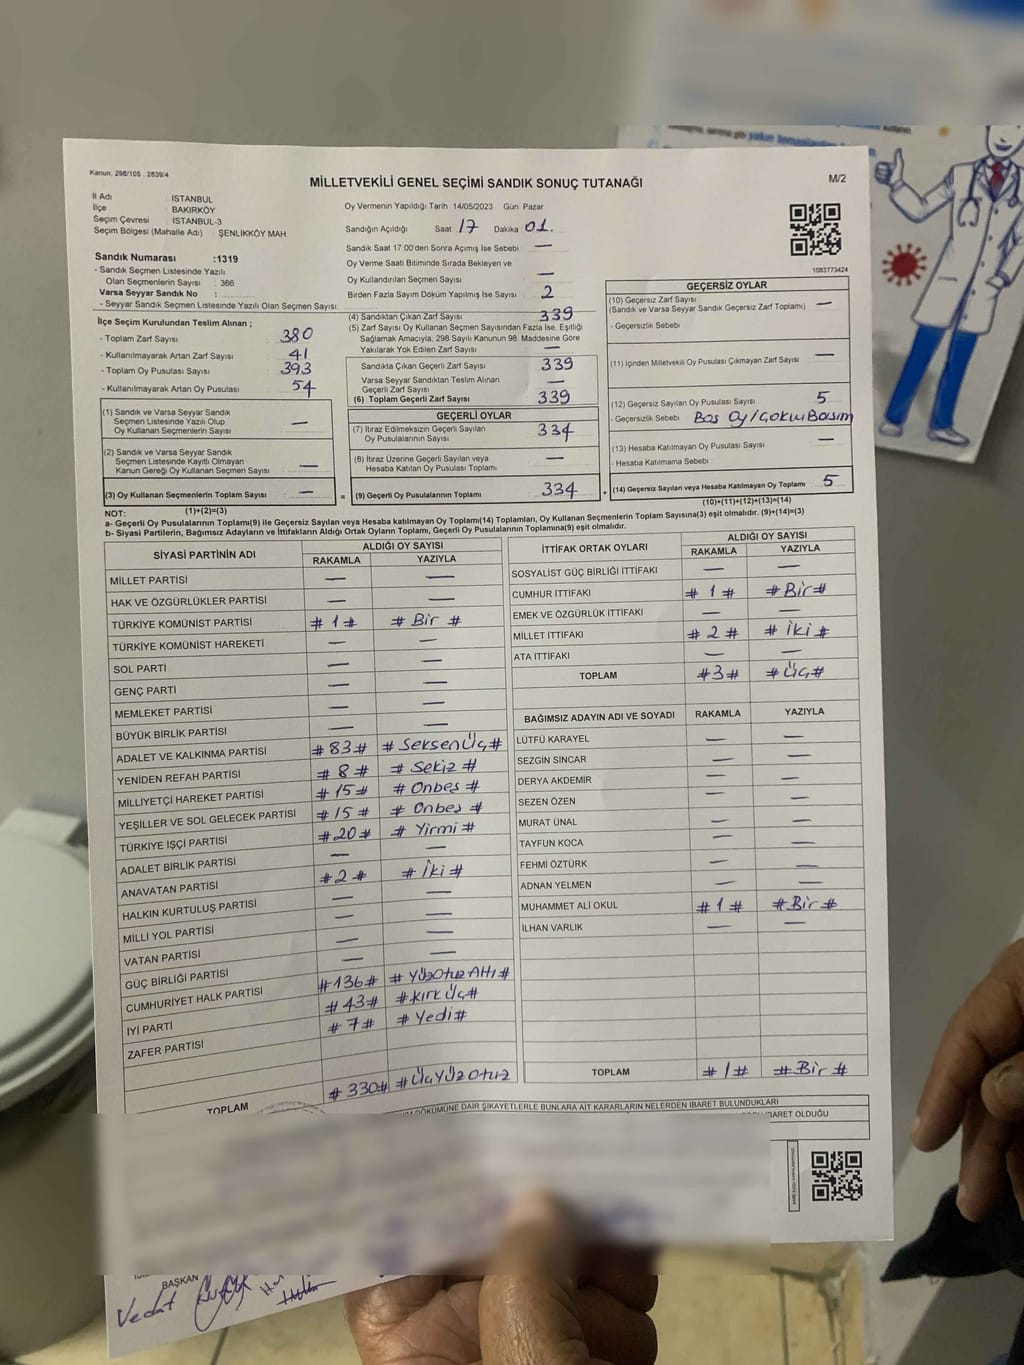 Kanun, 298/105 , 2839/4
MİLLETVEKİLİ GENEL SEÇİMİ SANDIK SONUÇ TUTANAĞI
M/2
İl Adı İSTANBUL
İlçe BAKIRKÖY
Seçim Çevresi İSTANBUL-3
Seçim Bölgesi (Mahalle Adı) ŞENLİKKÖY MAH.
Sandık Numarası :1319
- Sandık Seçmen Listesinde Yazılı
Olan Seçmenlerin Sayısı : 366
Varsa Seyyar Sandık No :
- Seyyar Sandık Seçmen Listesinde Yazılı Olan Seçmen Sayısı:
İlçe Seçim Kurulundan Teslim Alınan ;
- Toplam Zarf Sayısı : 380
- Kullanılmayarak Artan Zarf Sayısı : 41
- Toplam Oy Pusulası Sayısı : 393
- Kullanılmayarak Artan Oy Pusulası : 54
(1) Sandık ve Varsa Seyyar Sandık
Seçmen Listesinde Yazılı Olup
Oy Kullanan Seçmenlerin Sayısı : —
(2) Sandık ve Varsa Seyyar Sandık
Seçmen Listesinde Kayıtlı Olmayan
Kanun Gereği Oy Kullanan Seçmen Sayısı : —
(3) Oy Kullanan Seçmenlerin Toplam Sayısı : —
(1)+(2)=(3)
Oy Vermenin Yapıldığı Tarih 14/05/2023 Gün Pazar
Sandığın Açıldığı Saat 17 Dakika 01.
Sandık Saat 17:00'den Sonra Açımış İse Sebebi —
Oy Verme Saati Bitiminde Sırada Bekleyen ve
Oy Kullandırılan Seçmen Sayısı —
Birden Fazla Sayım Döküm Yapılmış İse Sayısı 2
(4) Sandıktan Çıkan Zarf Sayısı 339
(5) Zarf Sayısı Oy Kullanan Seçmen Sayısından Fazla İse, Eşitliği
Sağlamak Amacıyla; 298 Sayılı Kanunun 98. Maddesine Göre
Yakılarak Yok Edilen Zarf Sayısı —
Sandıkta Çıkan Zarf Sayısı 339
Varsa Seyyar Sandıktan Teslim Alınan
Geçerli Zarf Sayısı —
(6) Toplam Geçerli Zarf Sayısı 339
GEÇERLİ OYLAR
(7) İtiraz Edilmeksizin Geçerli Sayılan
Oy Pusulalarının Sayısı 334
(8) İtiraz Üzerine Geçerli Sayılan veya
Hesaba Katılan Oy Pusulası Toplamı —
= (9) Geçerli Oy Pusulalarının Toplamı 334 +
1083773424
GEÇERSİZ OYLAR
(10) Geçersiz Zarf Sayısı —
(Sandık ve Varsa Seyyar Sandık Geçersiz Zarf Toplamı)
- Geçersizlik Sebebi
(11) İçinden Milletvekili Oy Pusulası Çıkmayan Zarf Sayısı —
(12) Geçersiz Sayılan Oy Pusulası Sayısı 5
- Geçersizlik Sebebi Boş Oy/Çoklu Basım
(13) Hesaba Katılmayan Oy Pusulası Sayısı —
- Hesaba Katılmama Sebebi
(14) Geçersiz Sayılan veya Hesaba Katılmayan Oy Toplamı 5
(10)+(11)+(12)+(13)=(14)
NOT:
a- Geçerli Oy Pusulalarının Toplamı(9) ile Geçersiz Sayılan veya Hesaba katılmayan Oy Toplamı(14) Toplamları, Oy Kullanan Seçmenlerin Toplam Sayısına(3) eşit olmalıdır. (9)+(14)=(3)
b- Siyasi Partilerin, Bağımsız Adayların ve İttifakların Aldığı Ortak Oyların Toplamı, Geçerli Oy Pusulalarının Toplamına(9) eşit olmalıdır.
SİYASİ PARTİNİN ADI ALDIĞI OY SAYISI
RAKAMLA YAZIYLA
MİLLET PARTİSİ — —
HAK VE ÖZGÜRLÜKLER PARTİSİ — —
TÜRKİYE KOMÜNİST PARTİSİ #1# #Bir#
TÜRKİYE KOMÜNİST HAREKETİ — —
SOL PARTİ — —
GENÇ PARTİ — —
MEMLEKET PARTİSİ — —
BÜYÜK BİRLİK PARTİSİ — —
ADALET VE KALKINMA PARTİSİ #83# #Seksen Üç#
YENİDEN REFAH PARTİSİ #8# #Sekiz#
MİLLİYETÇİ HAREKET PARTİSİ #15# #Onbeş#
YEŞİLLER VE SOL GELECEK PARTİSİ #15# #Onbeş#
TÜRKİYE İŞÇİ PARTİSİ #20# #Yirmi#
ADALET BİRLİK PARTİSİ — —
ANAVATAN PARTİSİ #2# #İki#
HALKIN KURTULUŞ PARTİSİ — —
MİLLİ YOL PARTİSİ — —
VATAN PARTİSİ — —
GÜÇ BİRLİĞİ PARTİSİ — —
CUMHURİYET HALK PARTİSİ #136# #YüzOtuz Altı#
İYİ PARTİ #43# #Kırk Üç#
ZAFER PARTİSİ #7# #Yedi#
TOPLAM #330# #ÜçYüz Otuz
İTTİFAK ORTAK OYLARI ALDIĞI OY SAYISI
RAKAMLA YAZIYLA
SOSYALİST GÜÇ BİRLİĞİ İTTİFAKI — —
CUMHUR İTTİFAKI #1# #Bir#
EMEK VE ÖZGÜRLÜK İTTİFAKI — —
MİLLET İTTİFAKI #2# #İki#
ATA İTTİFAKI — —
TOPLAM #3# #Üç#
BAĞIMSIZ ADAYIN ADI VE SOYADI RAKAMLA YAZIYLA
LÜTFÜ KARAYEL — —
SEZGİN SİNCAR — —
DERYA AKDEMİR — —
SEZEN ÖZEN — —
MURAT ÜNAL — —
TAYFUN KOCA — —
FEHMİ ÖZTÜRK — —
ADNAN YELMEN — —
MUHAMMET ALİ OKUL #1# #Bir#
İLHAN VARLIK — —
TOPLAM #1# #Bir#
DÖKÜMÜNE DAİR ŞİKAYETLERLE BUNLARA AİT KARARLARIN NELERDEN İBARET BULUNDUKLARI
OLDUĞU
BAŞKAN
Vedat